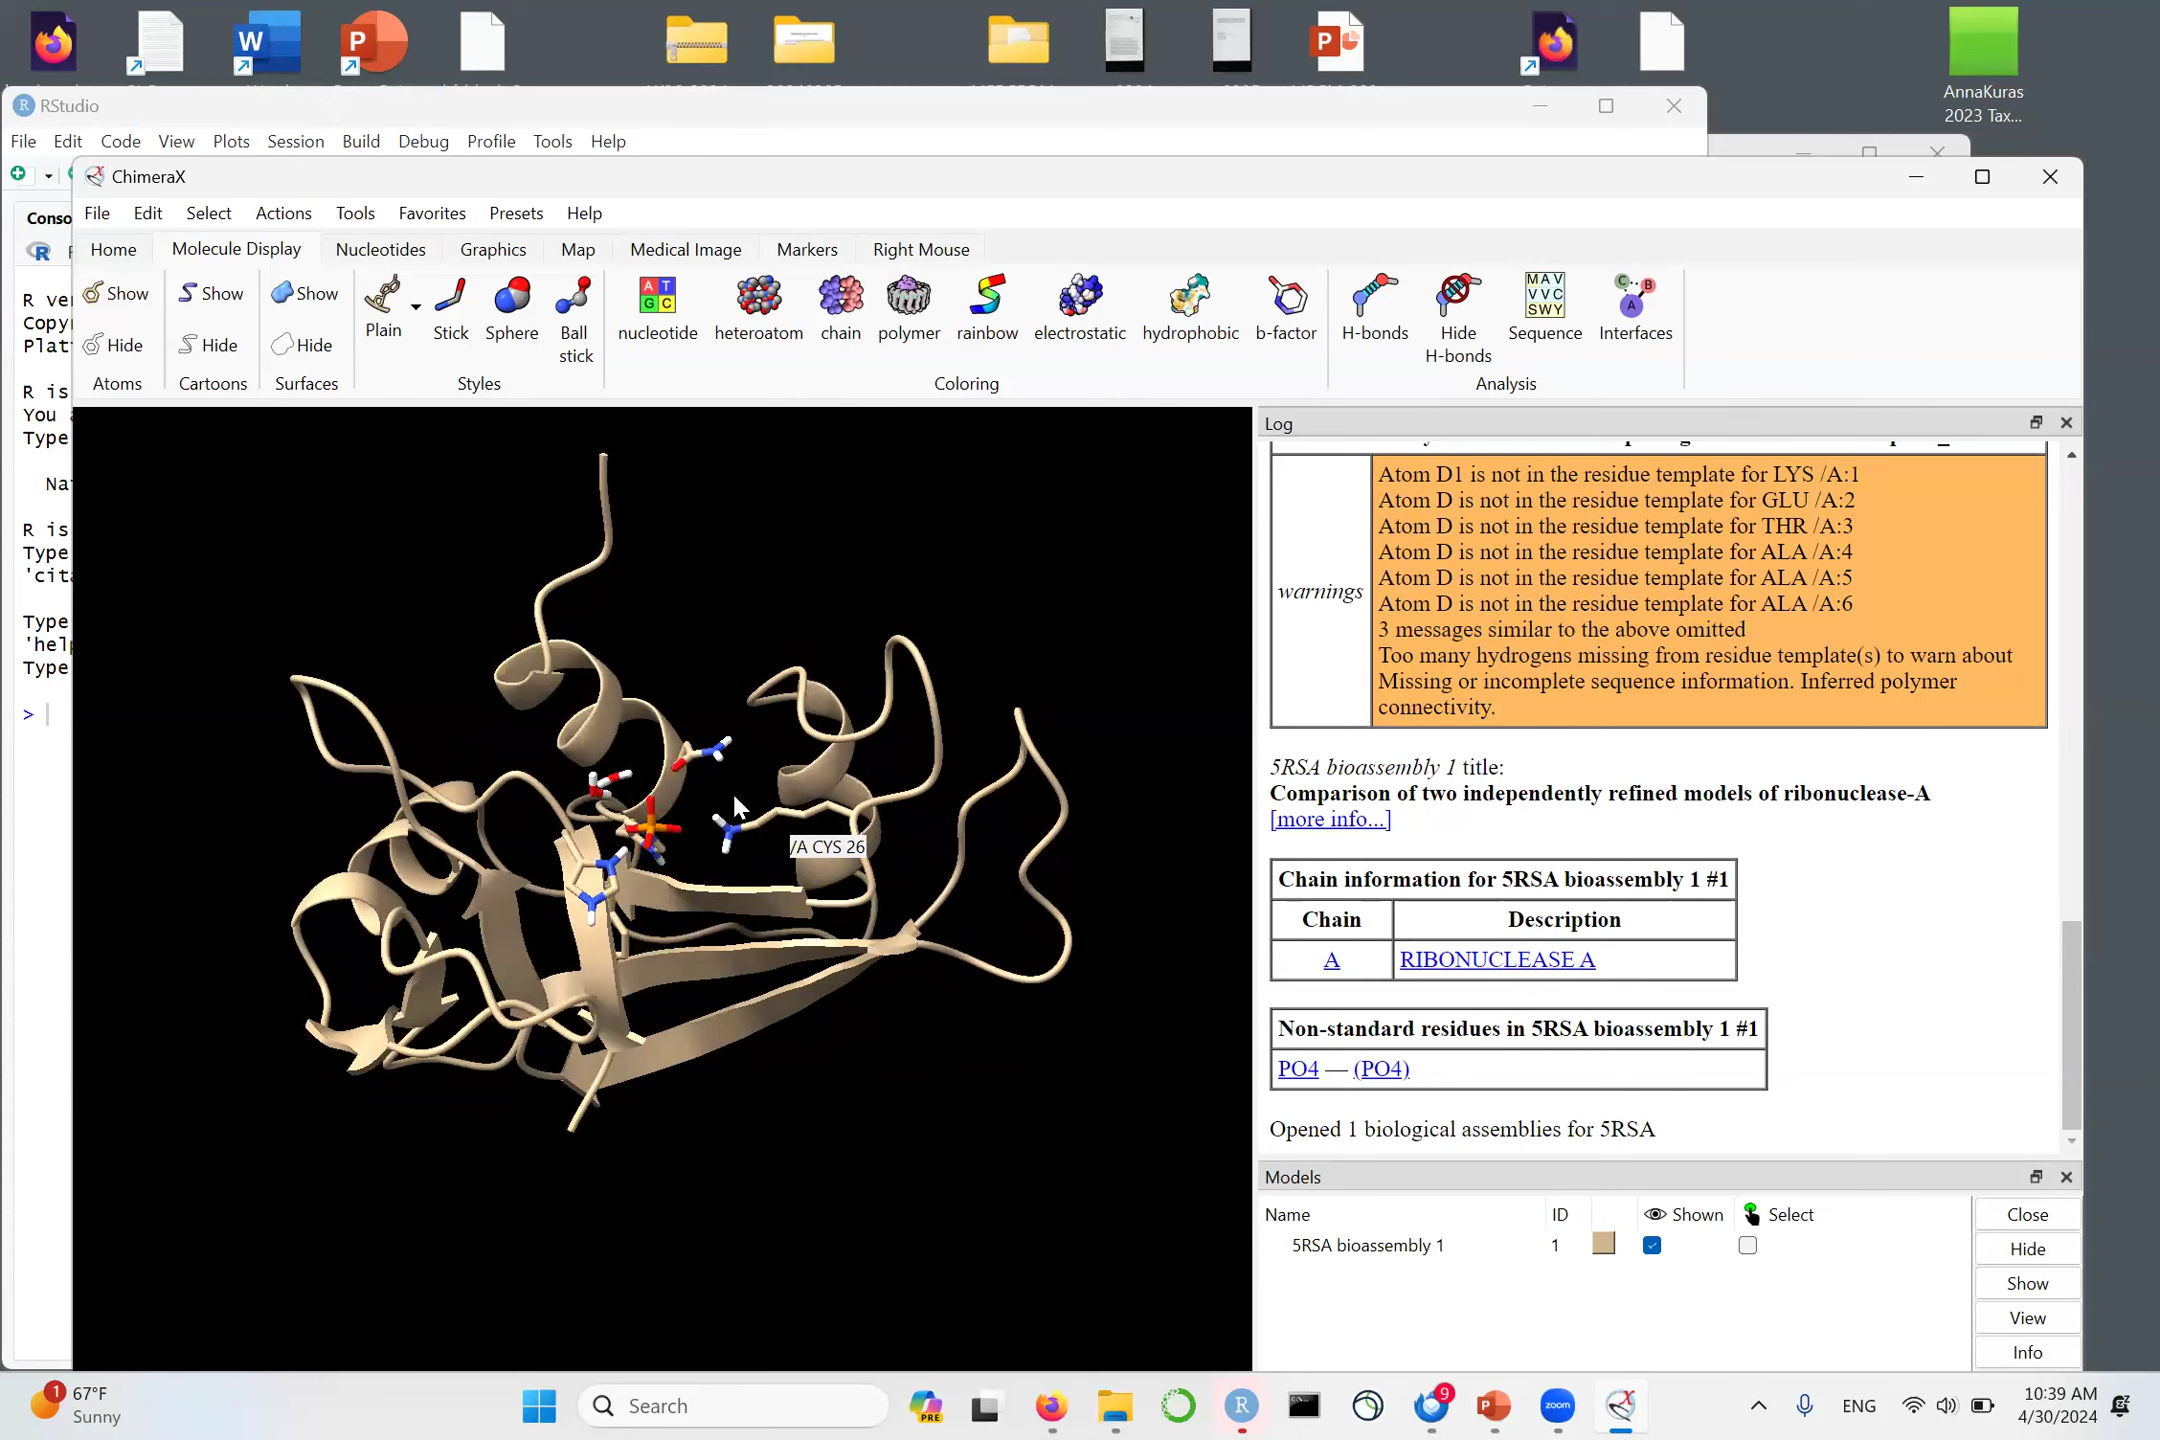 AnnaKuras
2023 Tax...
RStudio
File Edit Code View Plots Session Build Debug Profile Tools Help
ChimeraX
File Edit Select Actions Tools Favorites Presets Help
Home Molecule Display Nucleotides Graphics Map Medical Image Markers Right Mouse
Show Show Show
Plain Stick Sphere Ball stick nucleotide heteroatom chain polymer rainbow electrostatic hydrophobic b-factor H-bonds Hide H-bonds Sequence Interfaces
Hide Hide Hide
Atoms Cartoons Surfaces Styles Coloring Analysis
Conso
R ver
Copyr
Platf
R is
You a
Type
Nat
R is
Type
'cita
Type
'help
Type
>
/A CYS 26
Log
warnings
Atom D1 is not in the residue template for LYS /A:1
Atom D is not in the residue template for GLU /A:2
Atom D is not in the residue template for THR /A:3
Atom D is not in the residue template for ALA /A:4
Atom D is not in the residue template for ALA /A:5
Atom D is not in the residue template for ALA /A:6
3 messages similar to the above omitted
Too many hydrogens missing from residue template(s) to warn about
Missing or incomplete sequence information. Inferred polymer
connectivity.
5RSA bioassembly 1 title:
Comparison of two independently refined models of ribonuclease-A
[more info...]
Chain information for 5RSA bioassembly 1 #1
Chain Description
A RIBONUCLEASE A
Non-standard residues in 5RSA bioassembly 1 #1
PO4 — (PO4)
Opened 1 biological assemblies for 5RSA
Models
Name ID Shown Select
5RSA bioassembly 1 1
Close
Hide
Show
View
Info
1
67°F
Sunny
Search
PRE
9
zoom
ENG
10:39 AM
4/30/2024